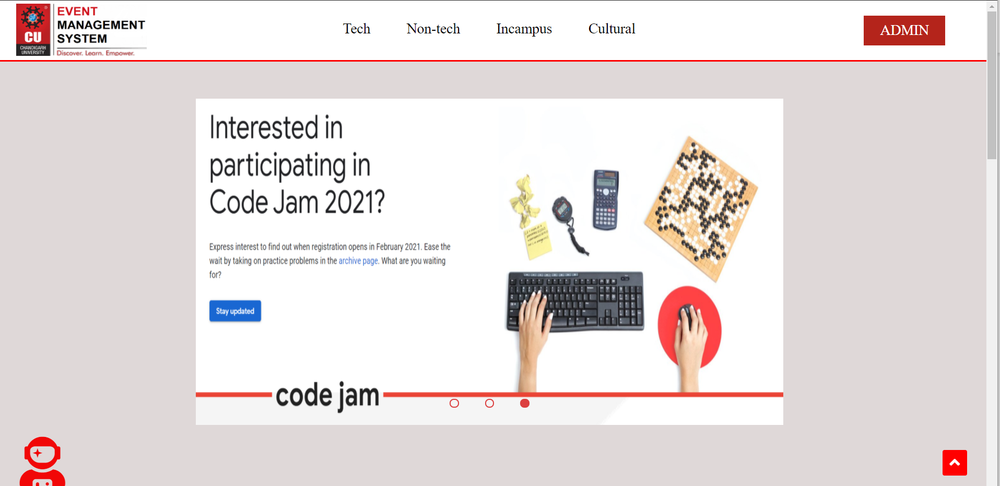 EVENT
MANAGEMENT
SYSTEM
CU
CHANDIGARH
UNIVERSITY
Discover. Learn. Empower.
Tech
Non-tech
Incampus
Cultural
ADMIN
Interested in
participating in
Code Jam 2021?
Express interest to find out when registration opens in February 2021. Ease the
wait by taking on practice problems in the archive page. What are you waiting
for?
Stay updated
code jam